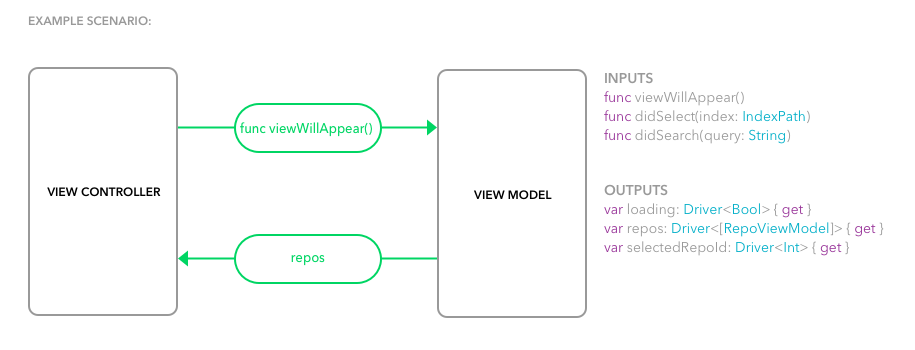 EXAMPLE SCENARIO:
VIEW CONTROLLER
func viewWillAppear()
repos
VIEW MODEL
INPUTS
func viewWillAppear()
func didSelect(index: IndexPath)
func didSearch(query: String)
OUTPUTS
var loading: Driver<Bool> { get }
var repos: Driver<[RepoViewModel]> { get }
var selectedRepoId: Driver<Int> { get }